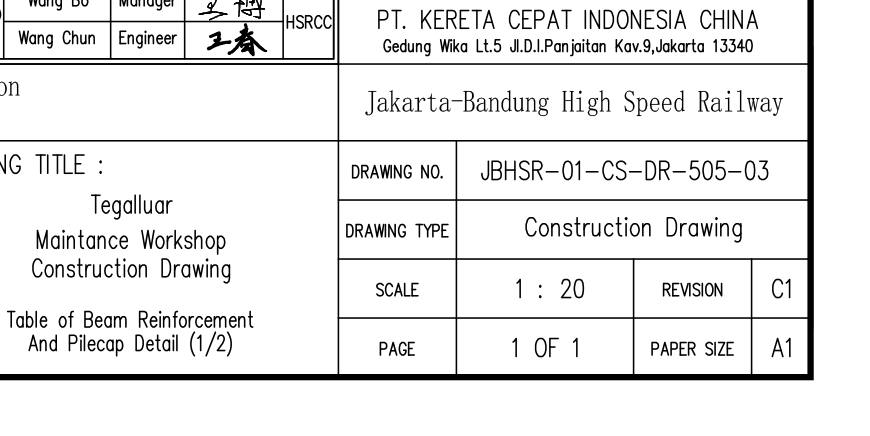 Wang Bo Manager 王博 HSRCC PT. KERETA CEPAT INDONESIA CHINA
Wang Chun Engineer 王春 Gedung Wika Lt.5 Jl.D.I.Panjaitan Kav.9,Jakarta 13340
on
Jakarta-Bandung High Speed Railway
NG TITLE :
DRAWING NO. JBHSR-01-CS-DR-505-03
Tegalluar
Maintance Workshop
Construction Drawing
DRAWING TYPE Construction Drawing
SCALE 1 : 20 REVISION C1
Table of Beam Reinforcement
And Pilecap Detail (1/2)
PAGE 1 OF 1 PAPER SIZE A1